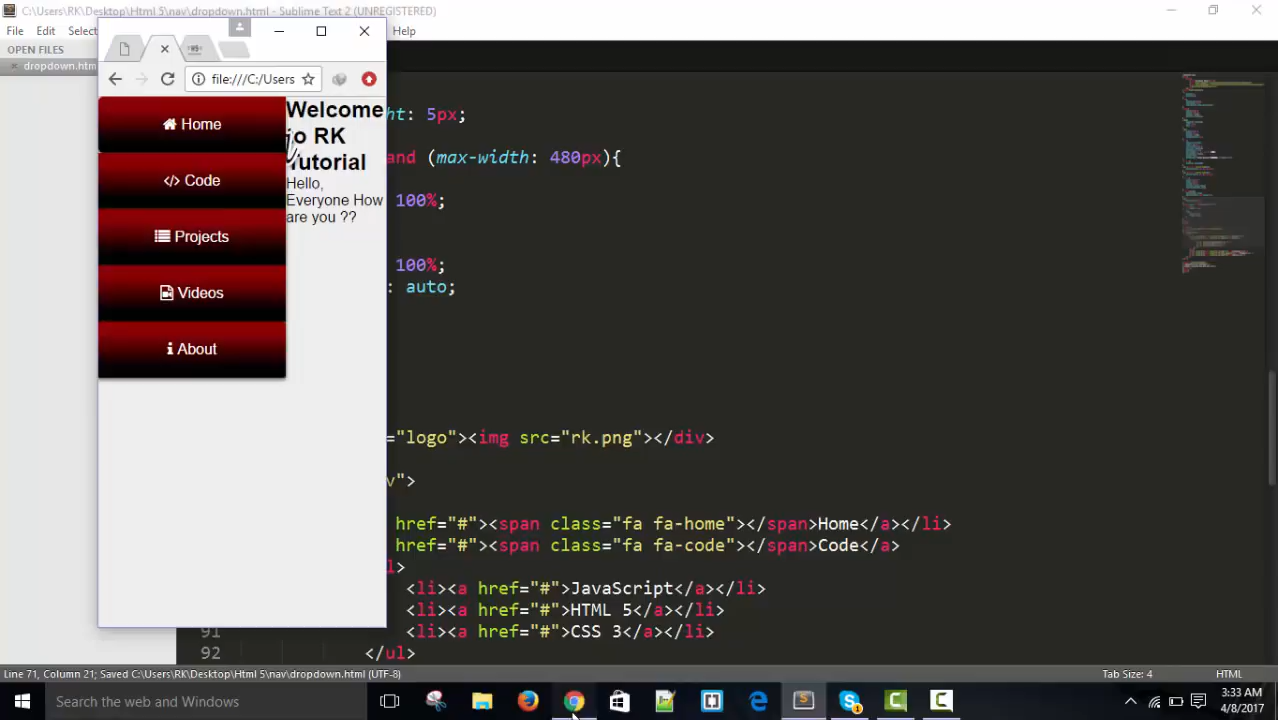 C:\Users\RK\Desktop\Html 5\nav\dropdown.html - Sublime Text 2 (UNREGISTERED)
File Edit Select Help
OPEN FILES
dropdown.htm
file:///C:/Users
Home
Code
Projects
Videos
About
Welcome
o RK
Tutorial
Hello,
Everyone How
are you ??
ht: 5px;
and (max-width: 480px){
100%;
100%;
: auto;
="logo"><img src="rk.png"></div>
v">
href="#"><span class="fa fa-home"></span>Home</a></li>
href="#"><span class="fa fa-code"></span>Code</a>
l>
<li><a href="#">JavaScript</a></li>
<li><a href="#">HTML 5</a></li>
91 <li><a href="#">CSS 3</a></li>
92 </ul>
Line 71, Column 21; Saved C:\Users\RK\Desktop\Html 5\nav\dropdown.html (UTF-8)
Tab Size: 4
HTML
Search the web and Windows
3:33 AM
4/8/2017